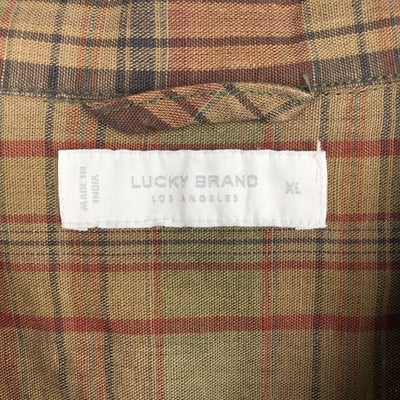 MADE IN
INDIA
LUCKY BRAND
LOS ANGELES
XL